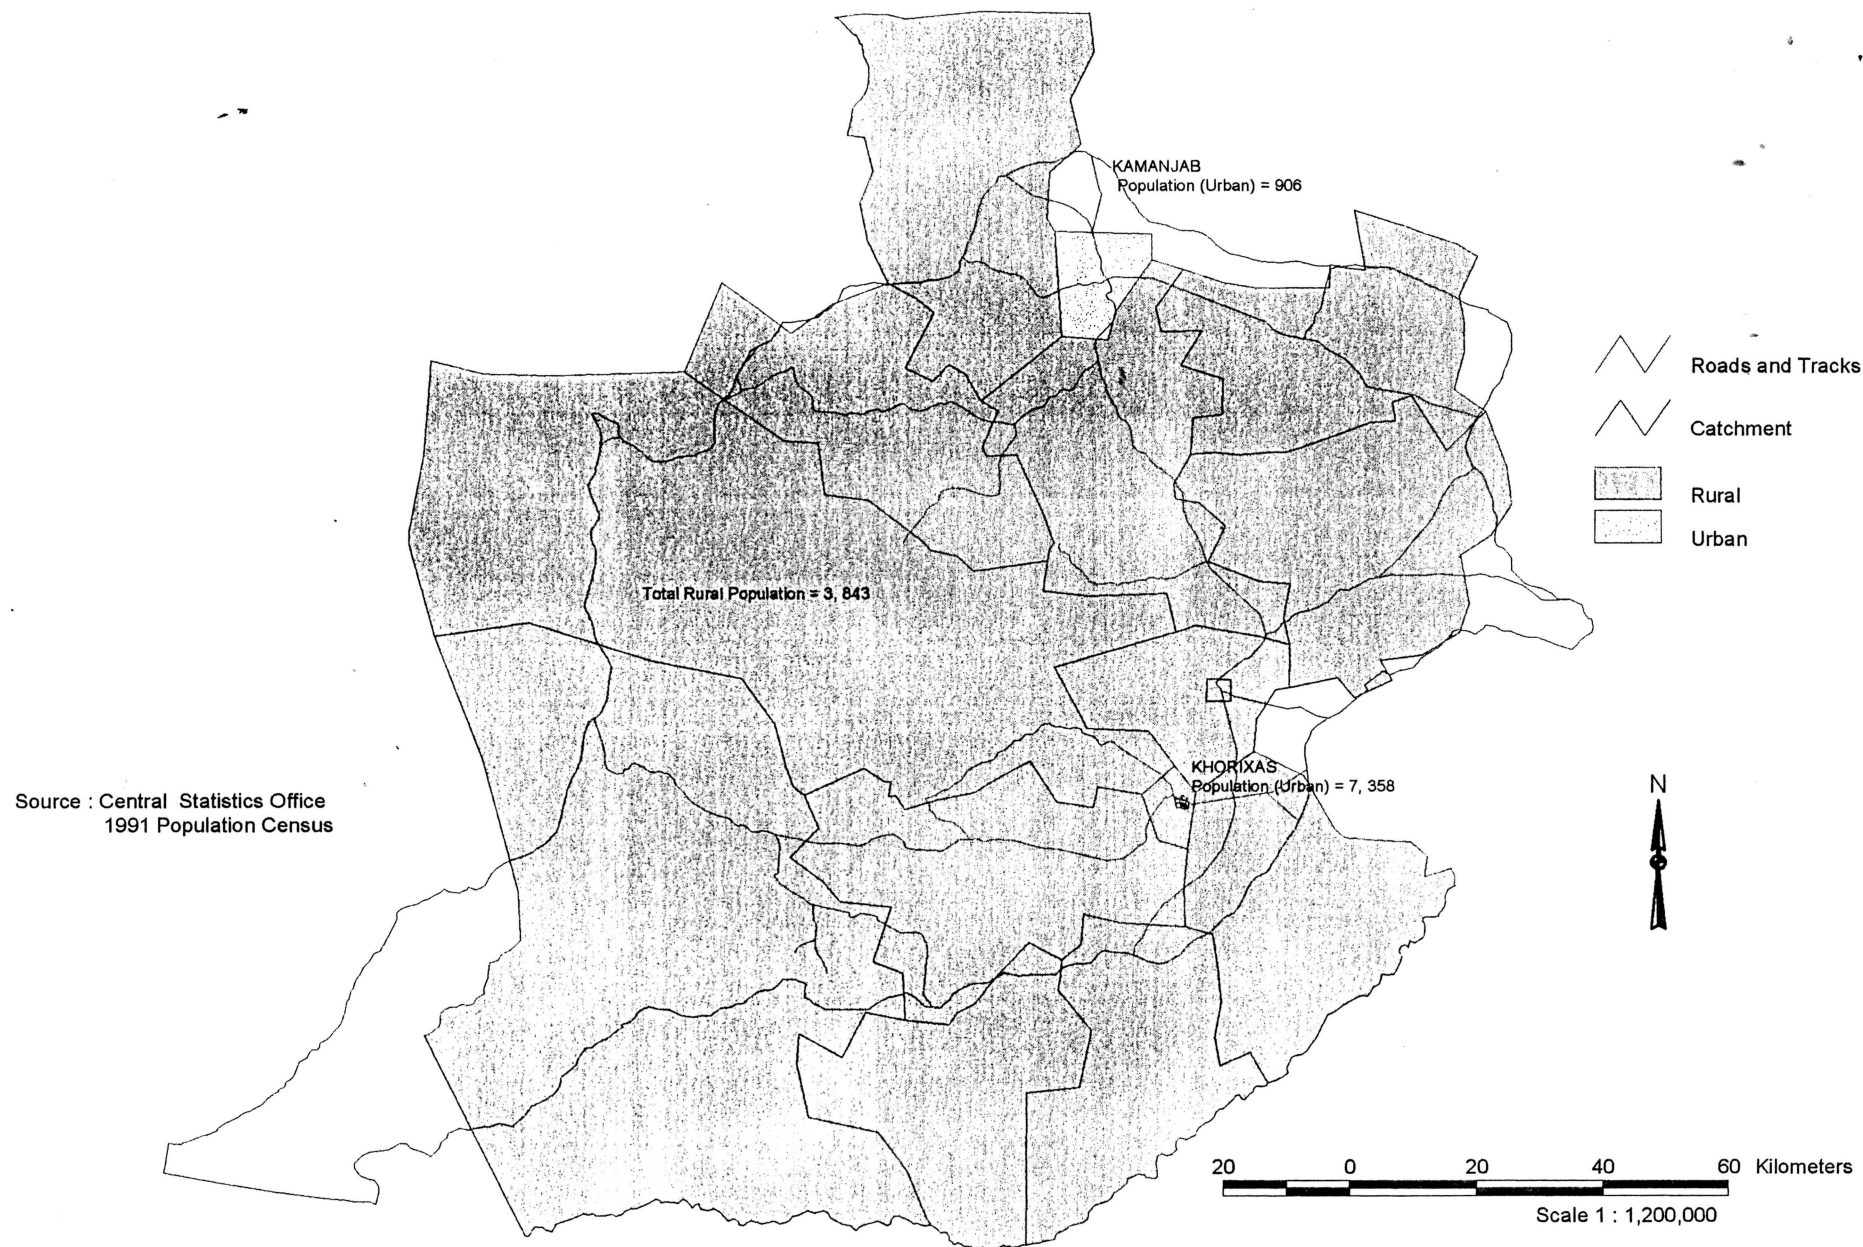 KAMANJAB
Population (Urban) = 906
Roads and Tracks
Catchment
Rural
Urban
Total Rural Population = 3, 843
KHORIXAS
Population (Urban) = 7, 358
Source : Central Statistics Office
1991 Population Census
N
20 0 20 40 60 Kilometers
Scale 1 : 1,200,000